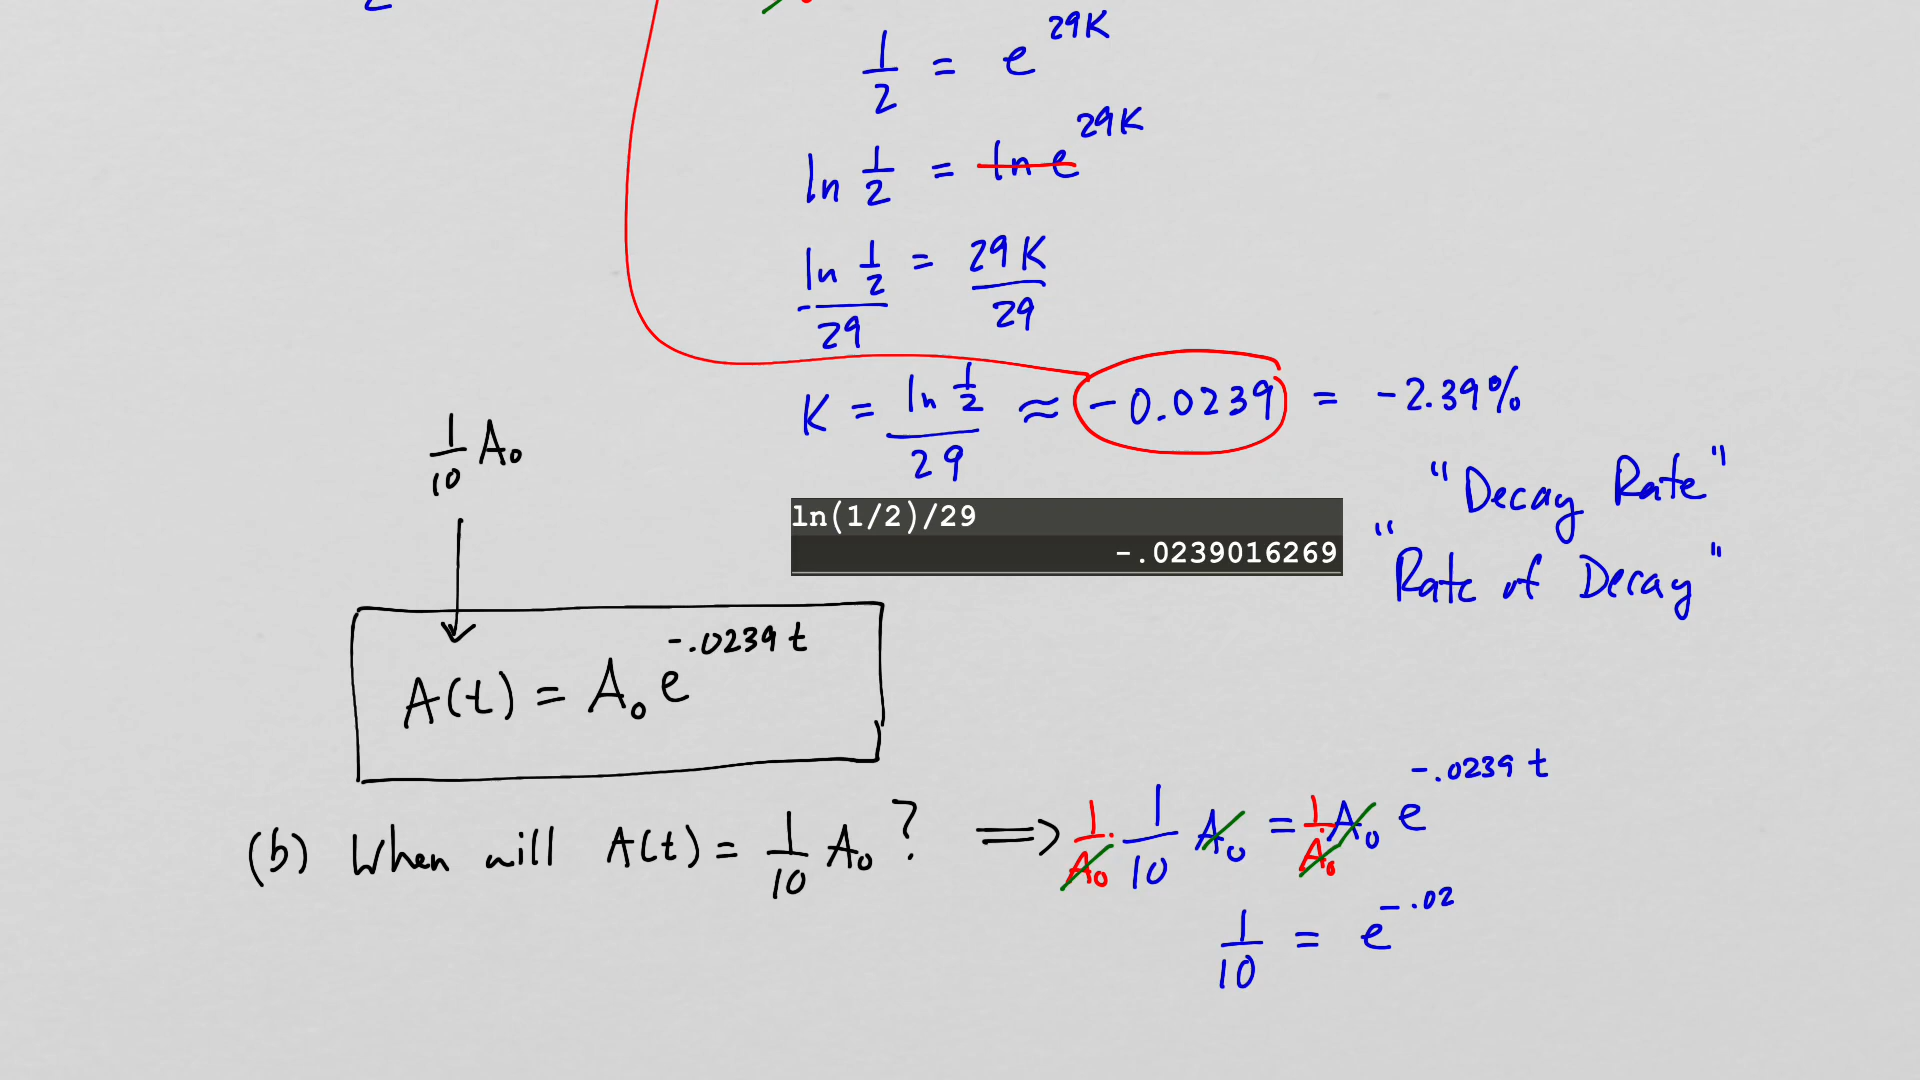 1/2 = e^29K
ln 1/2 = ln e^29K
ln 1/2 / 29 = 29K / 29
K = ln 1/2 / 29 ≈ -0.0239 = -2.39%
"Decay Rate"
"Rate of Decay"
ln(1/2)/29
-.0239016269
1/10 A₀
A(t) = A₀e^-.0239t
(b) When will A(t) = 1/10 A₀? ⟹ 1/A₀ · 1/10 A₀ = 1/A₀ · A₀ e^-.0239t
1/10 = e^-.02